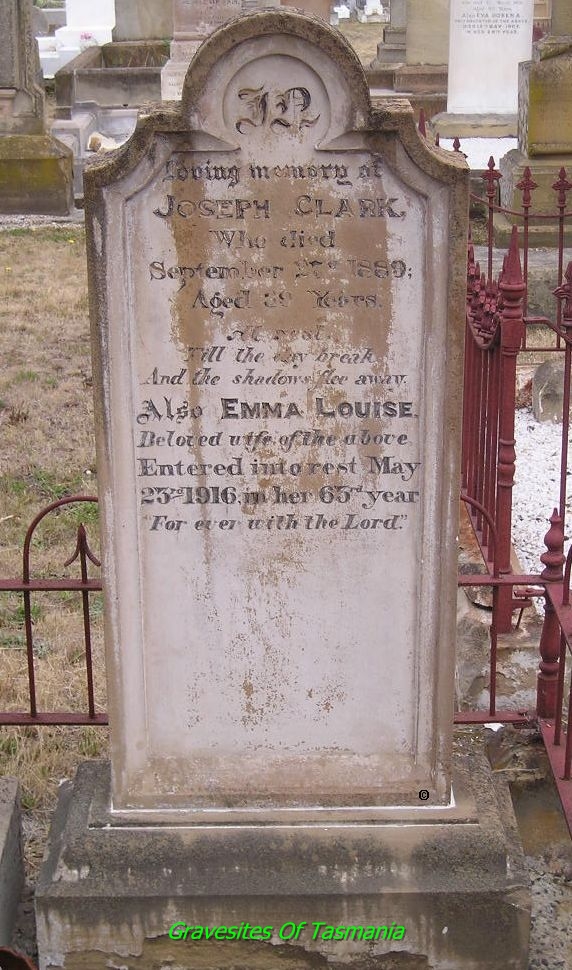 In
Loving memory of
JOSEPH CLARK,
Who died
September 27th 1889;
Aged 39 Years.
At rest.
Till the day break
And the shadows flee away.
Also EMMA LOUISE.
Beloved wife of the above
Entered into rest May
23rd 1916, in her 63rd year
"For ever with the Lord."
©
Gravesites Of Tasmania